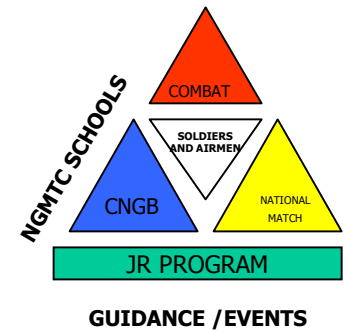 COMBAT
NGMTC SCHOOLS
SOLDIERS
AND AIRMEN
CNGB
NATIONAL
MATCH
JR PROGRAM
GUIDANCE /EVENTS